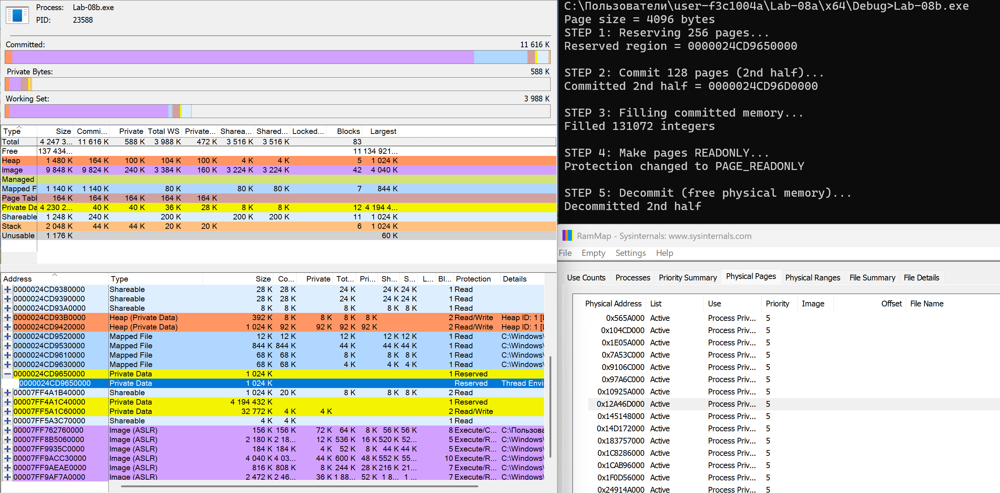 Process: Lab-08b.exe
PID: 23588
Committed: 11 616 K
Private Bytes: 588 K
Working Set: 3 988 K
Type Size Commi... Private Total WS Private... Sharea... Shared... Locked... Blocks Largest
Total 4 247 3... 11 616 K 588 K 3 988 K 472 K 3 516 K 3 516 K 83
Free 137 434... 11 134 921...
Heap 1 480 K 164 K 100 K 104 K 100 K 4 K 4 K 5 1 024 K
Image 9 848 K 9 824 K 240 K 3 384 K 160 K 3 224 K 3 224 K 42 4 040 K
Managed
Mapped F 1 140 K 1 140 K 80 K 80 K 80 K 7 844 K
Page Tabl 164 K 164 K 164 K 164 K 164 K
Private Da 4 230 2... 40 K 40 K 36 K 28 K 8 K 8 K 12 4 194 4...
Shareable 1 248 K 240 K 200 K 200 K 200 K 11 1 024 K
Stack 2 048 K 44 K 44 K 20 K 20 K 6 1 024 K
Unusable 1 176 K 60 K
Address Type Size Co... Private Tot... Pri... Sh... S... L... Bl... Protection Details
0000024CD9380000 Shareable 28 K 28 K 24 K 24 K 24 K 1 Read
0000024CD9390000 Shareable 28 K 28 K 24 K 24 K 24 K 1 Read
0000024CD93A0000 Shareable 8 K 8 K 8 K 8 K 8 K 1 Read
0000024CD93B0000 Heap (Private Data) 392 K 8 K 8 K 8 K 8 K 2 Read/Write Heap ID: 1 [L
0000024CD9420000 Heap (Private Data) 1 024 K 92 K 92 K 92 K 92 K 2 Read/Write Heap ID: 1 [L
0000024CD9520000 Mapped File 12 K 12 K 12 K 12 K 12 K 1 Read C:\Windows\
0000024CD9530000 Mapped File 844 K 844 K 44 K 44 K 44 K 1 Read C:\Windows\
0000024CD9610000 Mapped File 68 K 68 K 8 K 8 K 8 K 1 Read C:\Windows\
0000024CD9630000 Mapped File 68 K 68 K 4 K 4 K 4 K 1 Read C:\Windows\
0000024CD9650000 Private Data 1 024 K 1 Reserved
0000024CD9650000 Private Data 1 024 K Reserved Thread Envi
00007FF4A1B40000 Shareable 1 024 K 20 K 8 K 8 K 8 K 2 Read
00007FF4A1C40000 Private Data 4 194 432 K 1 Reserved
00007FF5A1C60000 Private Data 32 772 K 4 K 4 K 2 Read/Write
00007FF5A3C70000 Shareable 4 K 4 K 1 Read
00007FF762760000 Image (ASLR) 156 K 156 K 72 K 64 K 8 K 56 K 56 K 8 Execute/C... C:\Пользова
00007FF8B5060000 Image (ASLR) 2 180 K 2 18... 12 K 536 K 16 K 520 K 52... 5 Execute/R... C:\Windows\
00007FF9935C0000 Image (ASLR) 184 K 184 K 4 K 52 K 8 K 44 K 44 K 5 Execute/R... C:\Windows\
00007FF9ACC30000 Image (ASLR) 4 040 K 4 03... 44 K 600 K 48 K 552 K 55... 10 Execute/R... C:\Windows\
00007FF9AEAE0000 Image (ASLR) 816 K 808 K 8 K 244 K 28 K 216 K 21... 7 Execute/R... C:\Windows\
00007FF9AF7A0000 Image (ASLR) 2 472 K 2 46... 36 K 1 88... 52 K 1 8... 1 ... 7 Execute/R... C:\Windows\
C:\Пользователи\user-f3c1004a\Lab-08a\x64\Debug>Lab-08b.exe
Page size = 4096 bytes
STEP 1: Reserving 256 pages...
Reserved region = 0000024CD9650000
STEP 2: Commit 128 pages (2nd half)...
Committed 2nd half = 0000024CD96D0000
STEP 3: Filling committed memory...
Filled 131072 integers
STEP 4: Make pages READONLY...
Protection changed to PAGE_READONLY
STEP 5: Decommit (free physical memory)...
Decommitted 2nd half
RamMap - Sysinternals: www.sysinternals.com
File Empty Settings Help
Use Counts Processes Priority Summary Physical Pages Physical Ranges File Summary File Details
Physical Address List Use Priority Image Offset File Name
0x565A000 Active Process Priv... 5
0x104CD000 Active Process Priv... 5
0x1E05A000 Active Process Priv... 5
0x7A53C000 Active Process Priv... 5
0x9106C000 Active Process Priv... 5
0x97A6C000 Active Process Priv... 5
0x10925A000 Active Process Priv... 5
0x12A46D000 Active Process Priv... 5
0x145148000 Active Process Priv... 5
0x14D172000 Active Process Priv... 5
0x183757000 Active Process Priv... 5
0x1C8286000 Active Process Priv... 5
0x1CAB96000 Active Process Priv... 5
0x1F0D56000 Active Process Priv... 5
0x24914A000 Active Process Priv... 5